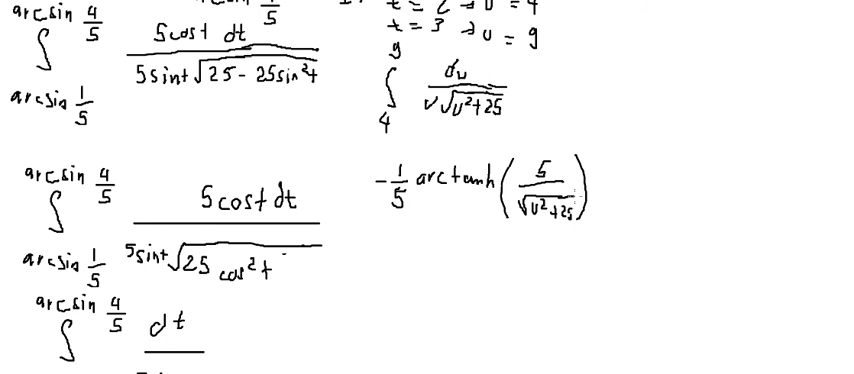 arcsin 4/5
∫ 5cost dt / 5sint√25 - 25sin²t
arcsin 1/5
t = 2 → u = 4
t = 3 → u = 9
9
∫ du / u√u²+25
4
arcsin 4/5
∫ 5cost dt / 5sint√25 cos²t
arcsin 1/5
-1/5 arctanh (5 / √u²+25)
arcsin 4/5
∫ dt